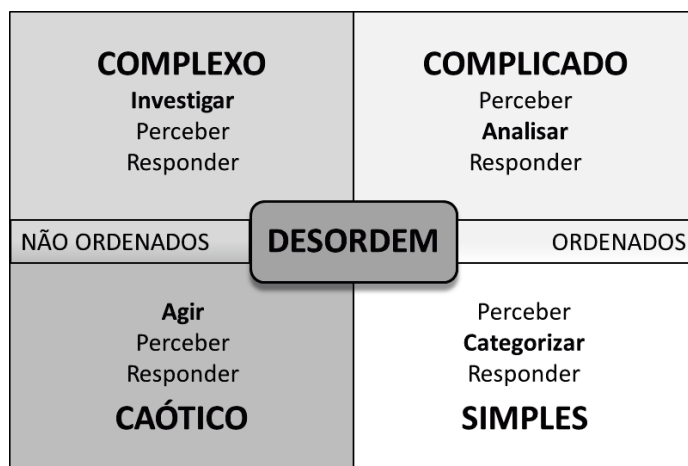 COMPLEXO
Investigar
Perceber
Responder
COMPLICADO
Perceber
Analisar
Responder
NÃO ORDENADOS
DESORDEM
ORDENADOS
Agir
Perceber
Responder
CAÓTICO
Perceber
Categorizar
Responder
SIMPLES